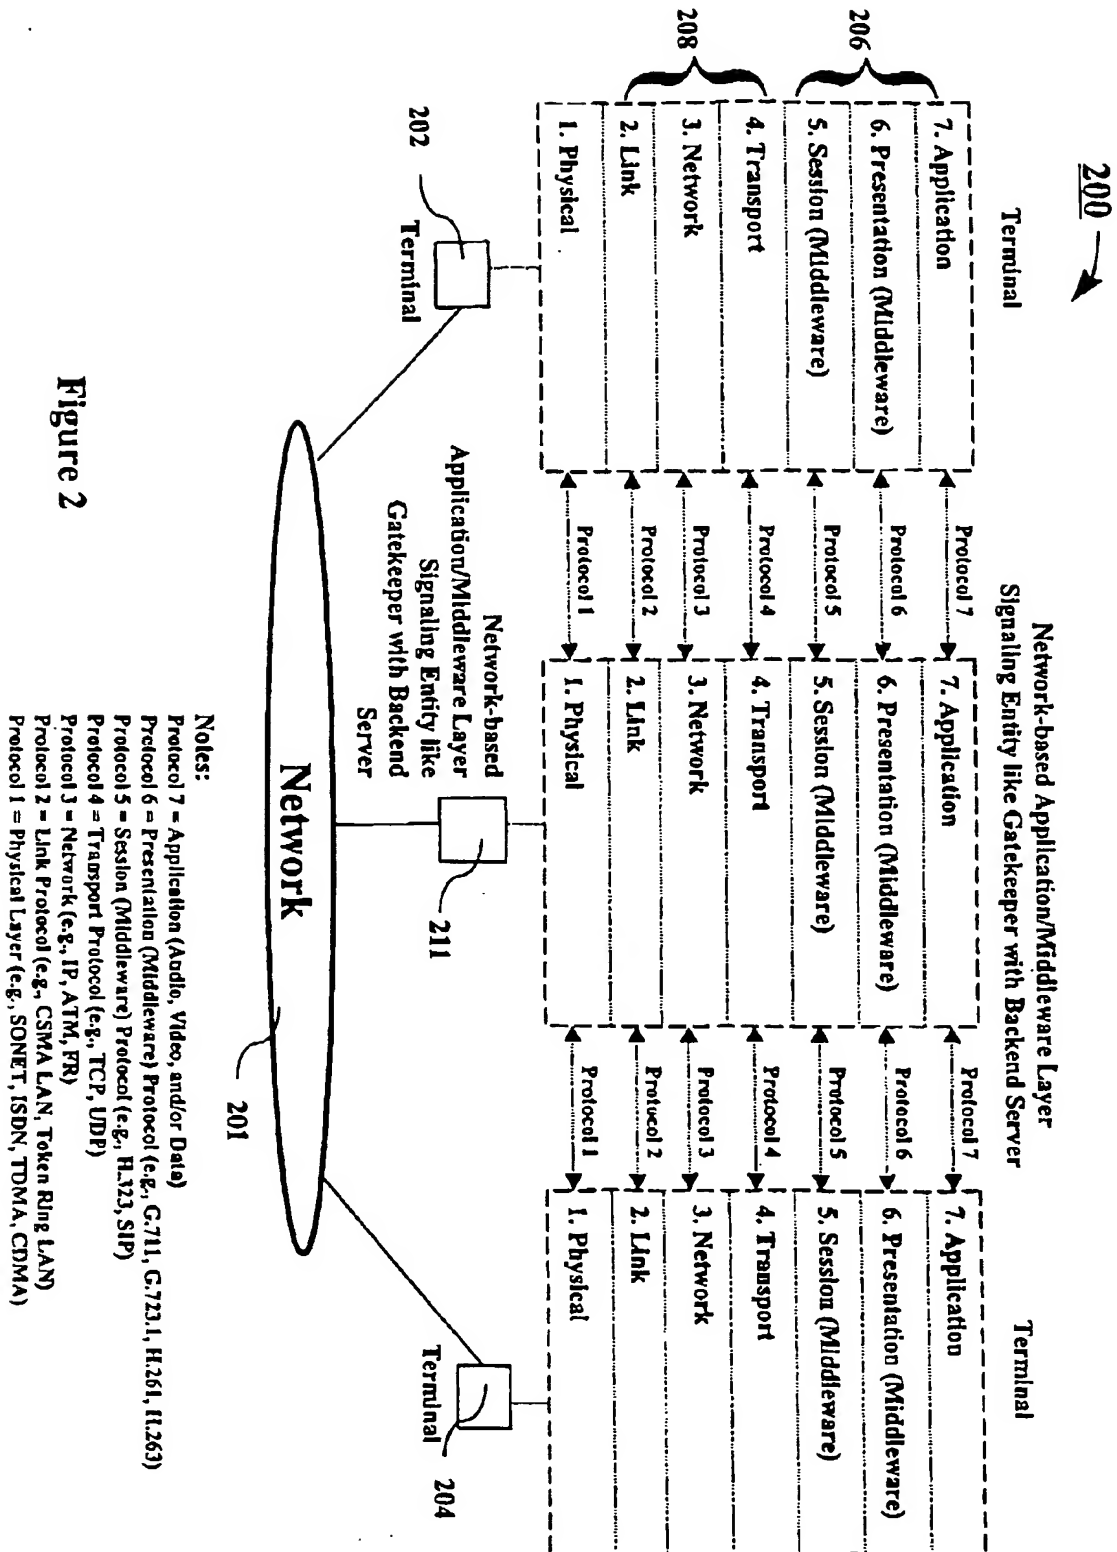 200
Terminal
Network-based Application/Middleware Layer
Signaling Entity like Gatekeeper with Backend Server
Terminal
206
208
7. Application
6. Presentation (Middleware)
5. Session (Middleware)
4. Transport
3. Network
2. Link
1. Physical
Protocol 7
Protocol 6
Protocol 5
Protocol 4
Protocol 3
Protocol 2
Protocol 1
7. Application
6. Presentation (Middleware)
5. Session (Middleware)
4. Transport
3. Network
2. Link
1. Physical
Protocol 7
Protocol 6
Protocol 5
Protocol 4
Protocol 3
Protocol 2
Protocol 1
7. Application
6. Presentation (Middleware)
5. Session (Middleware)
4. Transport
3. Network
2. Link
1. Physical
202
Terminal
Network-based
Application/Middleware Layer
Signaling Entity like
Gatekeeper with Backend
Server
211
Terminal
204
Network
201
Notes:
Protocol 7 = Application (Audio, Video, and/or Data)
Protocol 6 = Presentation (Middleware) Protocol (e.g., G.711, G.723.1, H.261, H.263)
Protocol 5 = Session (Middleware) Protocol (e.g., H.323, SIP)
Protocol 4 = Transport Protocol (e.g., TCP, UDP)
Protocol 3 = Network (e.g., IP, ATM, FR)
Protocol 2 = Link Protocol (e.g., CSMA LAN, Token Ring LAN)
Protocol 1 = Physical Layer (e.g., SONET, ISDN, TDMA, CDMA)
Figure 2